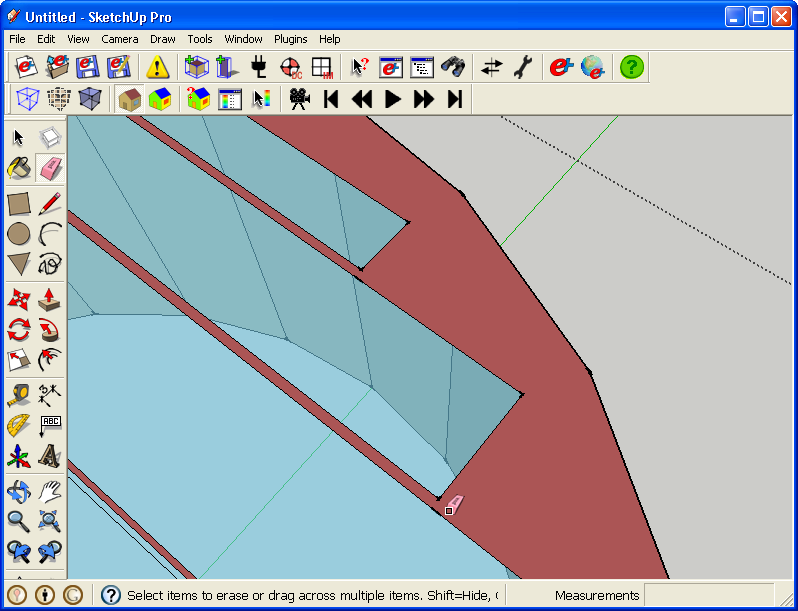 Untitled - SketchUp Pro
File Edit View Camera Draw Tools Window Plugins Help
ABC
Select items to erase or drag across multiple items. Shift=Hide,
Measurements